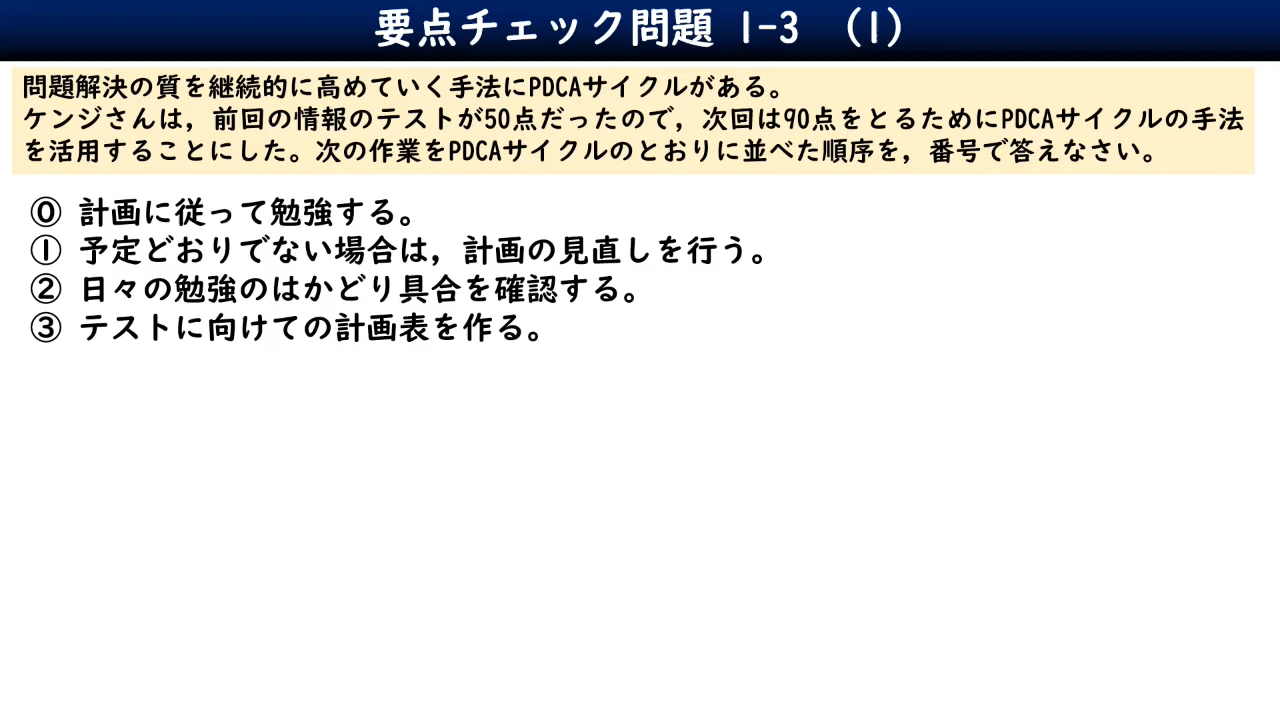 要点チェック問題 1-3 （1）
問題解決の質を継続的に高めていく手法にPDCAサイクルがある。
ケンジさんは，前回の情報のテストが50点だったので，次回は90点をとるためにPDCAサイクルの手法
を活用することにした。次の作業をPDCAサイクルのとおりに並べた順序を，番号で答えなさい。
⓪ 計画に従って勉強する。
① 予定どおりでない場合は，計画の見直しを行う。
② 日々の勉強のはかどり具合を確認する。
③ テストに向けての計画表を作る。